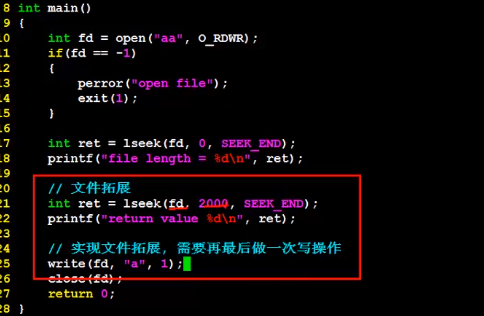 8 int main()
9 {
10 int fd = open("aa", O_RDWR);
11 if(fd == -1)
12 {
13 perror("open file");
14 exit(1);
15 }
16
17 int ret = lseek(fd, 0, SEEK_END);
18 printf("file length = %d\n", ret);
19
20 // 文件拓展
21 int ret = lseek(fd, 2000, SEEK_END);
22 printf("return value %d\n", ret);
23
24 // 实现文件拓展，需要再最后做一次写操作
25 write(fd, "a", 1);
26 close(fd);
27 return 0;
28 }